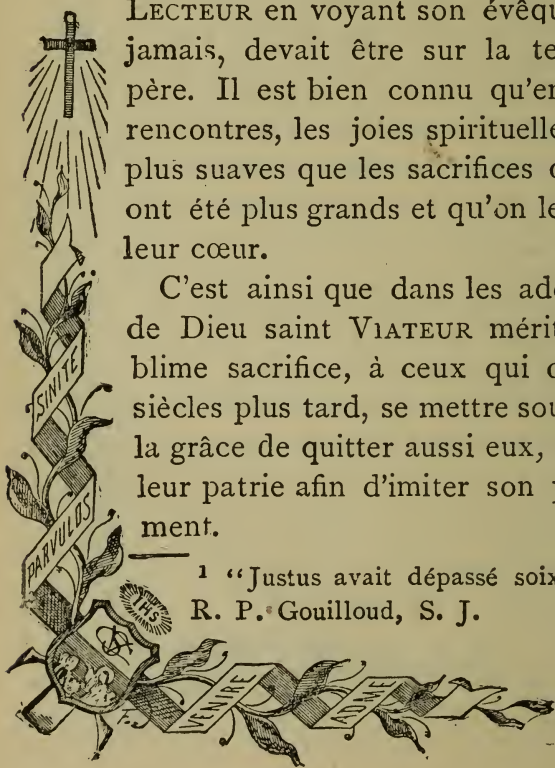 LECTEUR en voyant son évêqu
jamais, devait être sur la te
père. Il est bien connu qu'en
rencontres, les joies spirituelle
plus suaves que les sacrifices
ont été plus grands et qu'on le
leur cœur.
C'est ainsi que dans les ad
de Dieu saint VIATEUR mérit
blime sacrifice, à ceux qui
siècles plus tard, se mettre sou
la grâce de quitter aussi eux,
leur patrie afin d'imiter son
ment.
1 “Justus avait dépassé soix
R. P. Gouilloud, S. J.
SINITE
PARVULOS
IHS
VENIRE
AD ME